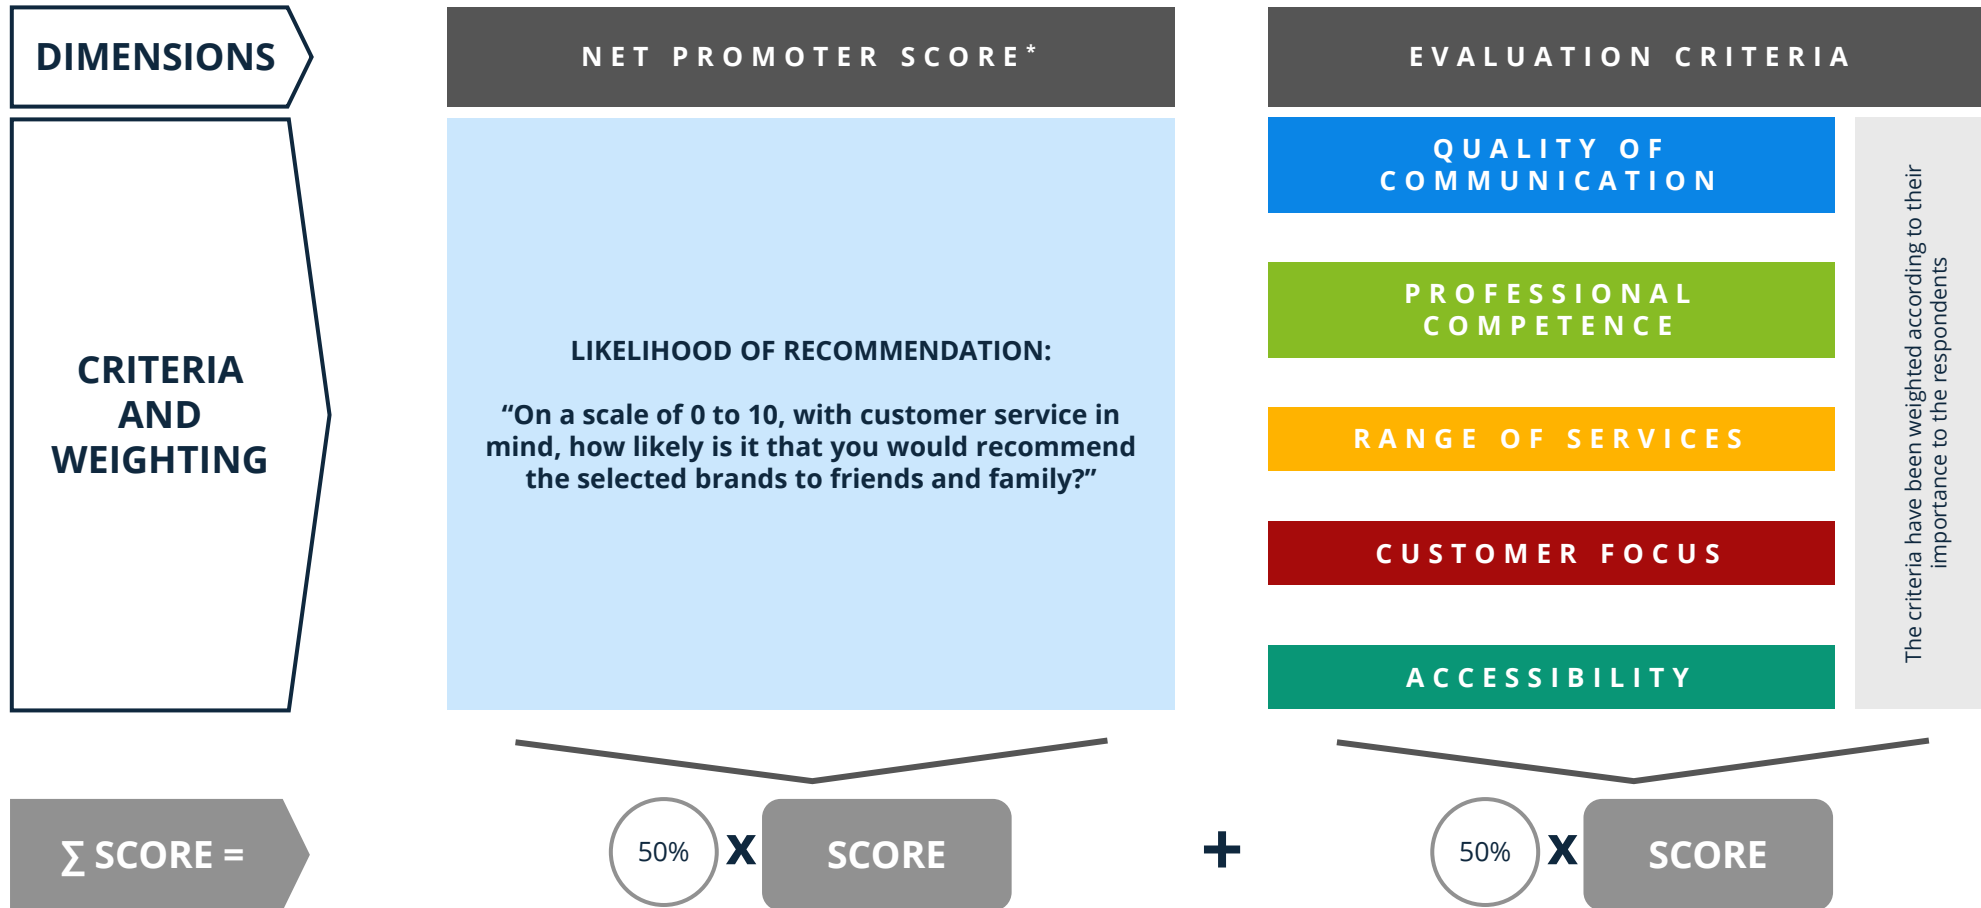 DIMENSIONS
NET PROMOTER SCORE*
EVALUATION CRITERIA
CRITERIA
AND
WEIGHTING
LIKELIHOOD OF RECOMMENDATION:
“On a scale of 0 to 10, with customer service in
mind, how likely is it that you would recommend
the selected brands to friends and family?”
QUALITY OF
COMMUNICATION
PROFESSIONAL
COMPETENCE
RANGE OF SERVICES
CUSTOMER FOCUS
ACCESSIBILITY
The criteria have been weighted according to their
importance to the respondents
∑ SCORE =
50% x SCORE
+
50% x SCORE